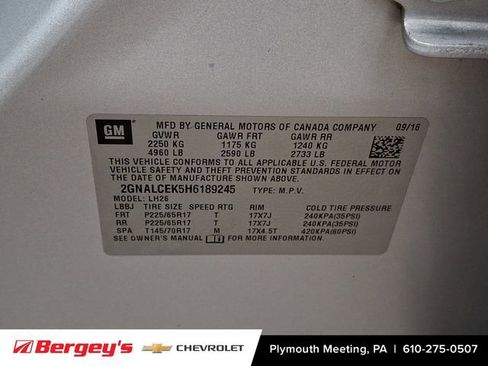 GM
MFD BY GENERAL MOTORS OF CANADA COMPANY 09/16
GVWR GAWR FRT GAWR RR
2250 KG 1175 KG 1240 KG
4960 LB 2590 LB 2733 LB
THIS VEHICLE CONFORMS TO ALL APPLICABLE U.S. FEDERAL MOTOR
VEHICLE SAFETY AND THEFT PREVENTION STANDARDS IN EFFECT ON
THE DATE OF MANUFACTURE SHOWN ABOVE.
2GNALCEK5H6189245 TYPE: M.P.V.
MODEL: LH26
LBBJ TIRE SIZE SPEED RTG RIM COLD TIRE PRESSURE
FRT P225/65R17 T 17X7J 240KPA(35PSI)
RR P225/65R17 T 17X7J 240KPA(35PSI)
SPA T145/70R17 M 17X4.5T 420KPA(60PSI)
SEE OWNER'S MANUAL FOR MORE INFORMATION.
Bergey's CHEVROLET Plymouth Meeting, PA | 610-275-0507